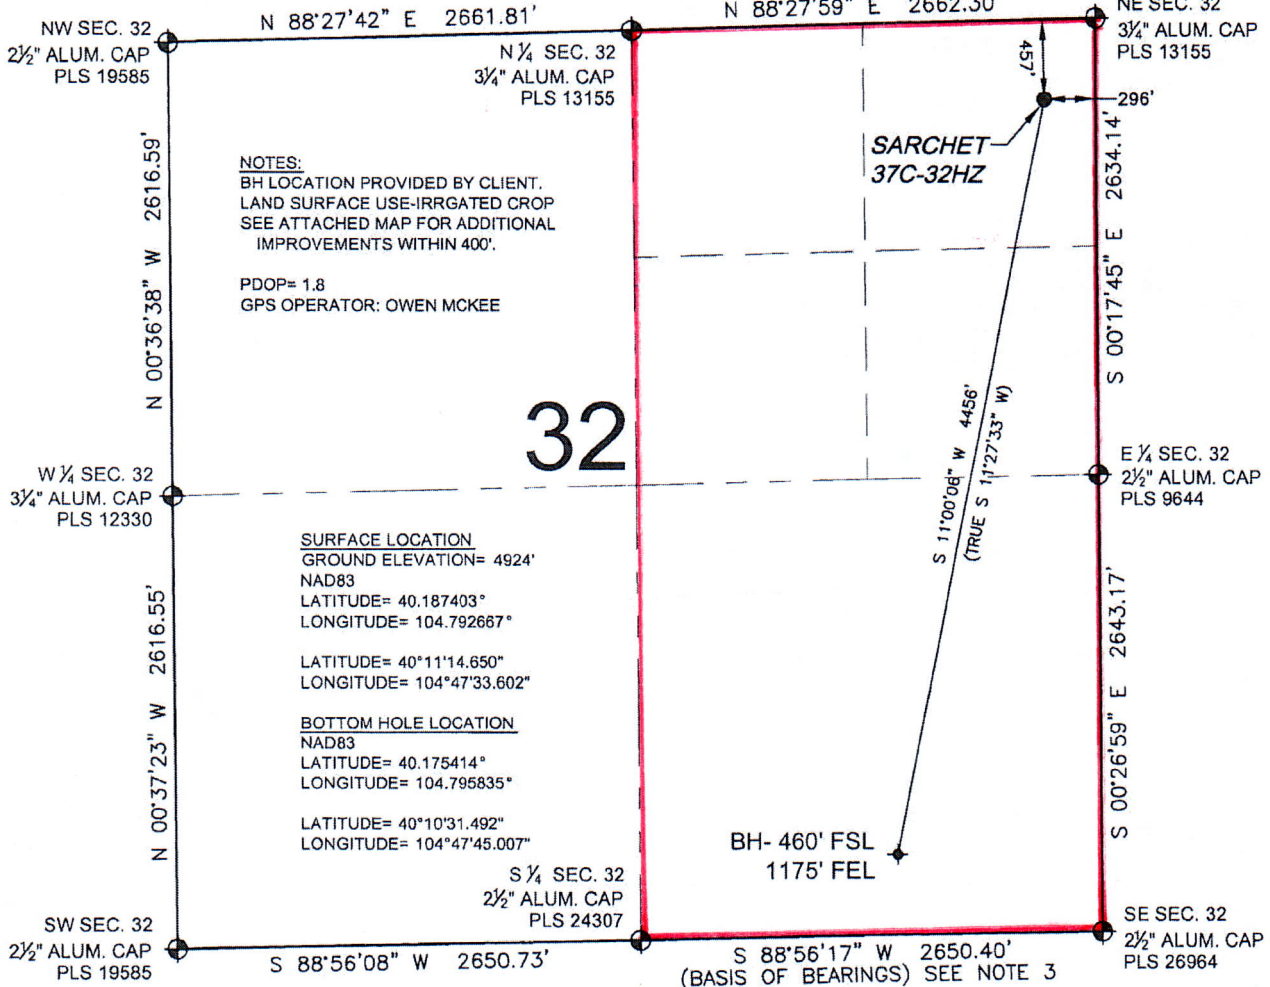 N 88°27'42" E 2661.81'
N 88°27'59" E 2662.30'
NW SEC. 32
2½" ALUM. CAP
PLS 19585
N ¼ SEC. 32
3¼" ALUM. CAP
PLS 13155
NE SEC. 32
3¼" ALUM. CAP
PLS 13155
457'
296'
SARCHET
37C-32HZ
N 00°36'38" W 2616.59'
NOTES:
BH LOCATION PROVIDED BY CLIENT.
LAND SURFACE USE-IRRGATED CROP
SEE ATTACHED MAP FOR ADDITIONAL
IMPROVEMENTS WITHIN 400'.
PDOP= 1.8
GPS OPERATOR: OWEN MCKEE
S 00°17'45" E 2634.14'
32
S 11°00'06" W 4456'
(TRUE S 11°27'33" W)
W ¼ SEC. 32
3¼" ALUM. CAP
PLS 12330
E ¼ SEC. 32
2½" ALUM. CAP
PLS 9644
SURFACE LOCATION
GROUND ELEVATION= 4924'
NAD83
LATITUDE= 40.187403°
LONGITUDE= 104.792667°
LATITUDE= 40°11'14.650"
LONGITUDE= 104°47'33.602"
BOTTOM HOLE LOCATION
NAD83
LATITUDE= 40.175414°
LONGITUDE= 104.795835°
LATITUDE= 40°10'31.492"
LONGITUDE= 104°47'45.007"
N 00°37'23" W 2616.55'
S 00°26'59" E 2643.17'
BH- 460' FSL
1175' FEL
S ¼ SEC. 32
2½" ALUM. CAP
PLS 24307
SW SEC. 32
2½" ALUM. CAP
PLS 19585
SE SEC. 32
2½" ALUM. CAP
PLS 26964
S 88°56'08" W 2650.73'
S 88°56'17" W 2650.40'
(BASIS OF BEARINGS) SEE NOTE 3